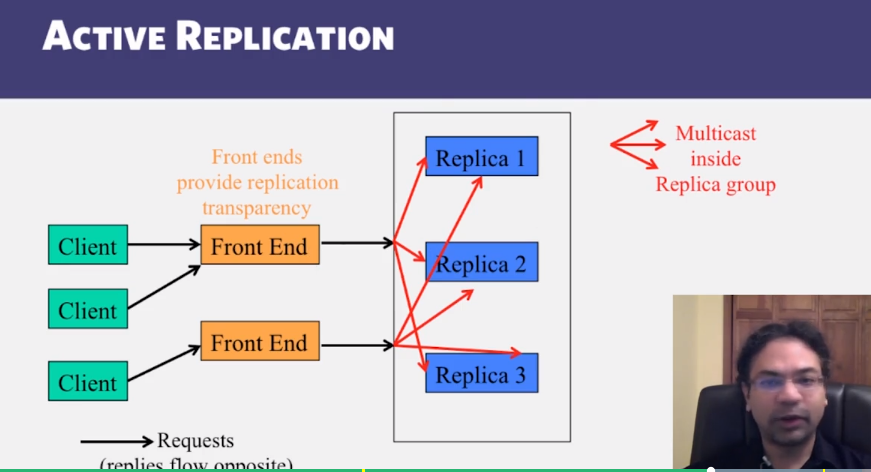 ACTIVE REPLICATION
Front ends
provide replication
transparency
Client
Client
Client
Front End
Front End
Replica 1
Replica 2
Replica 3
Multicast
inside
Replica group
Requests
(replies flow opposite)